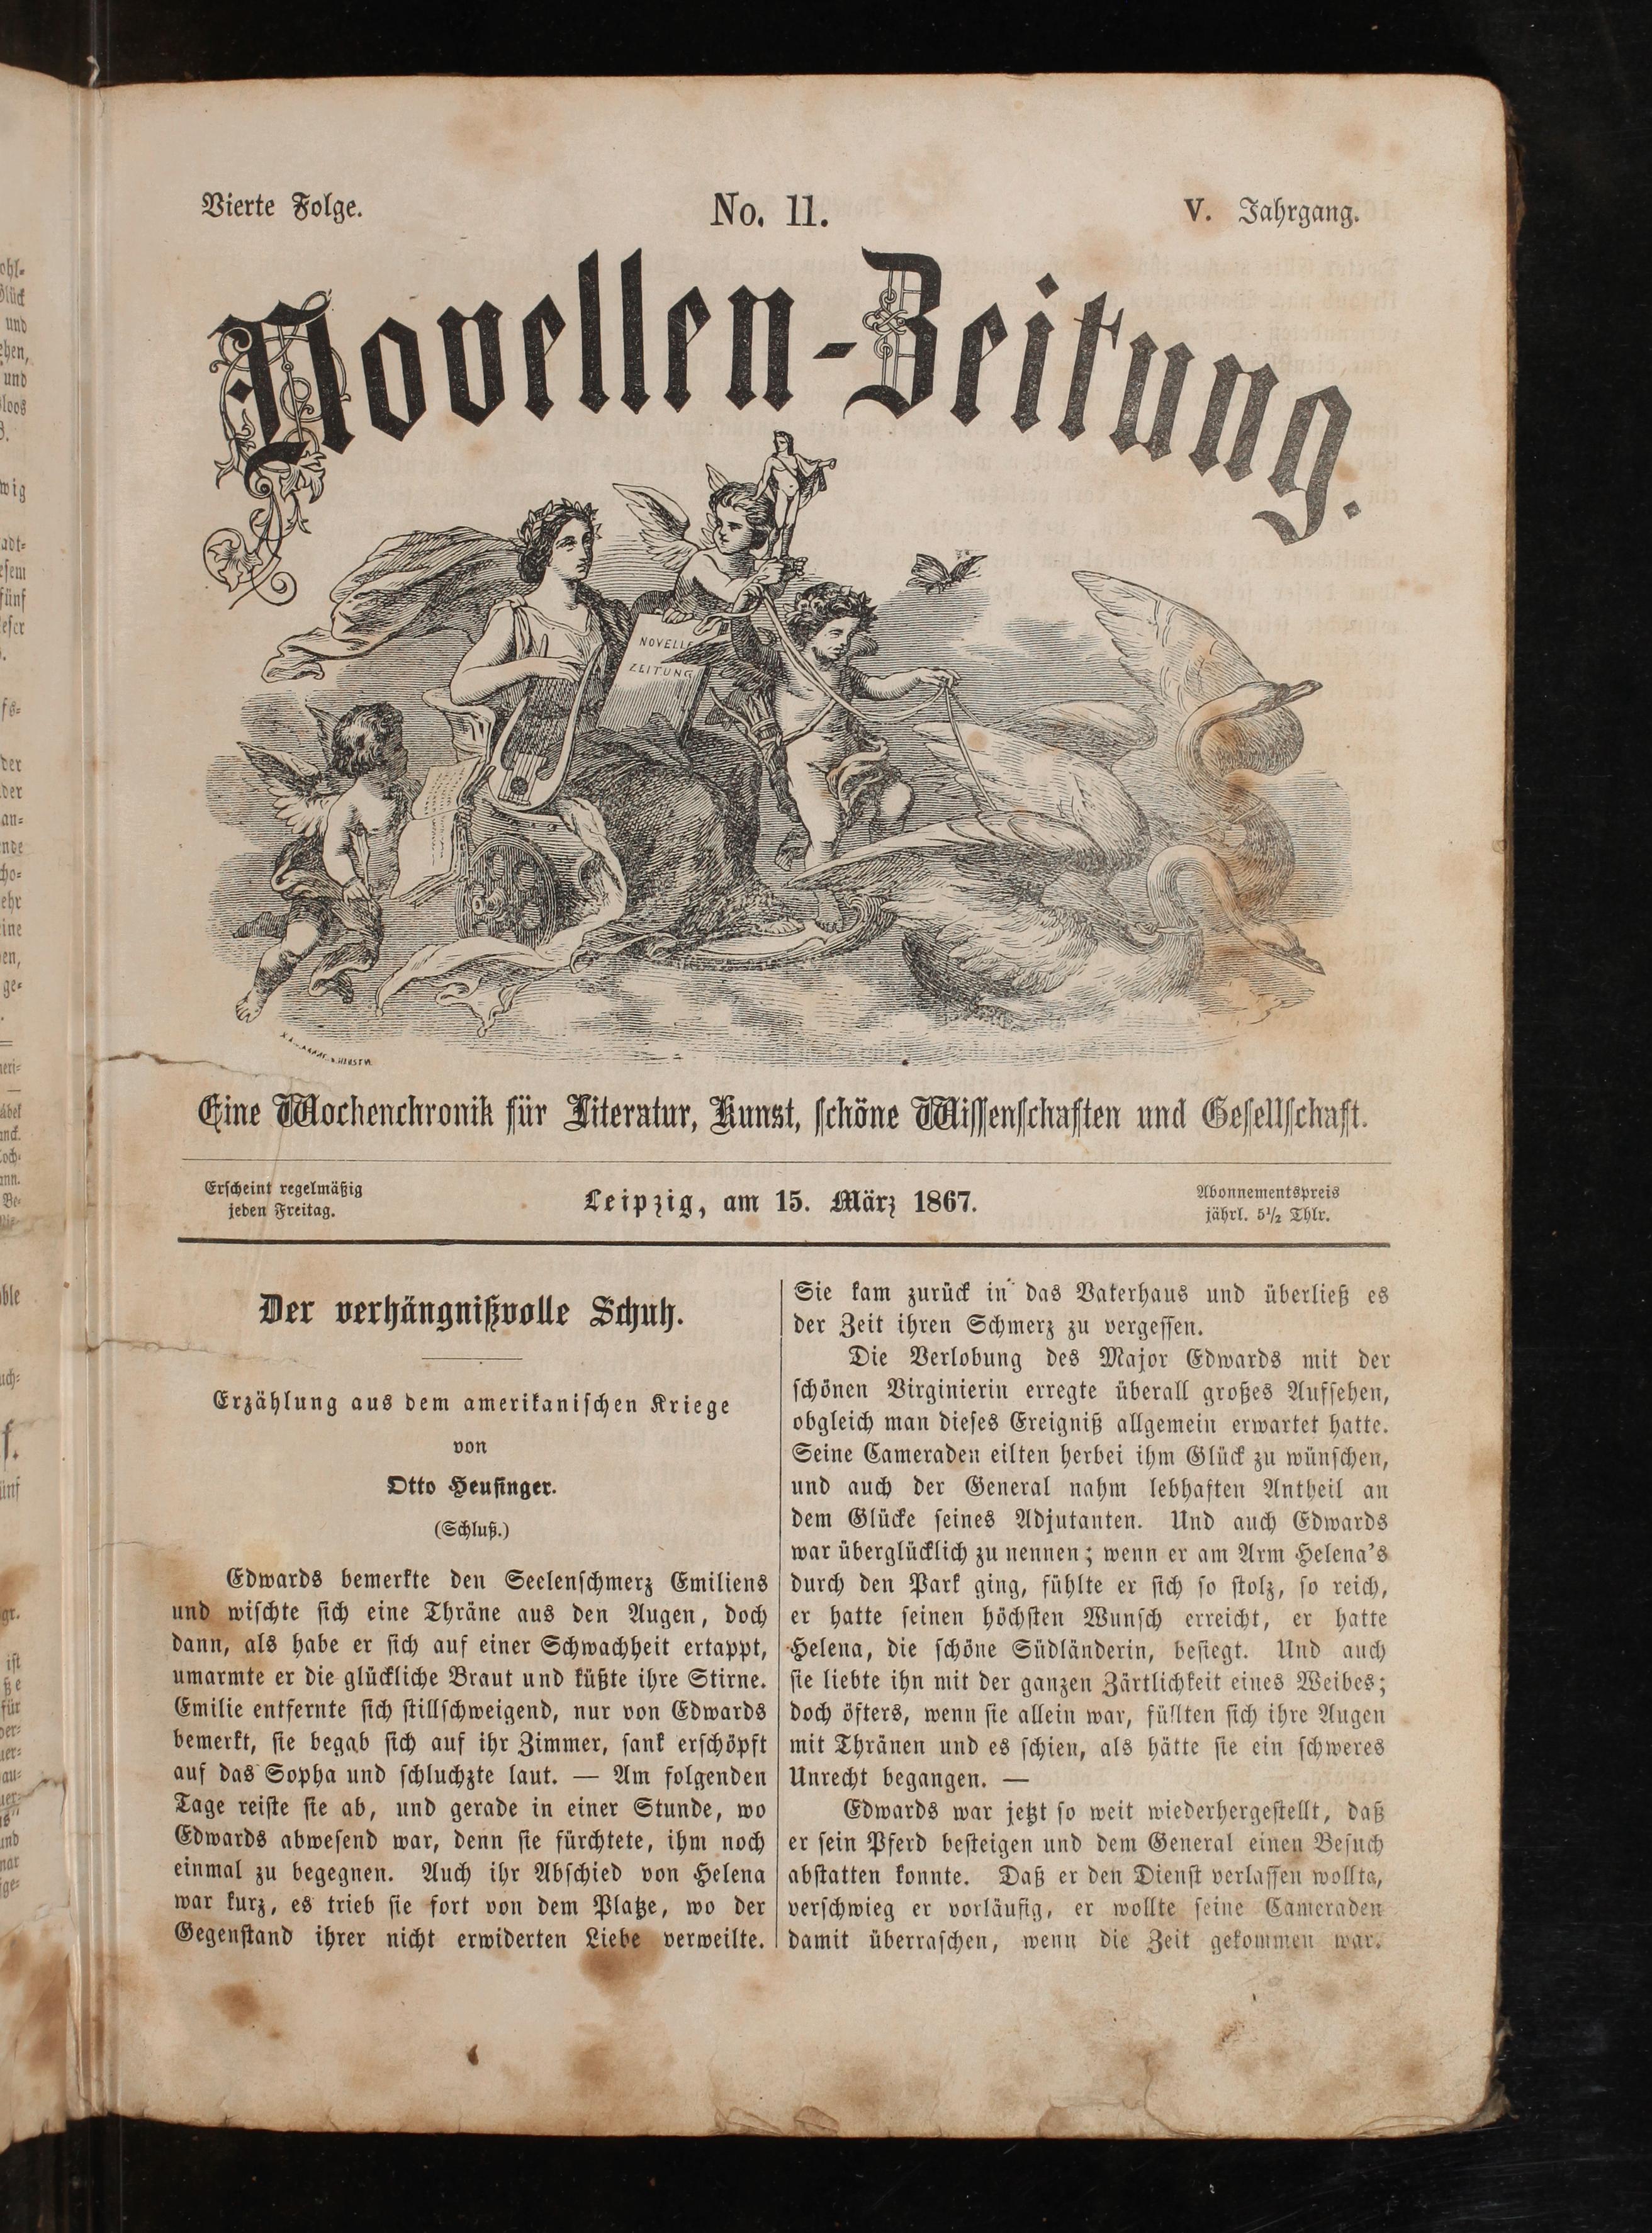 Vierte Folge.
No. 11.
V. Jahrgang.
Novellen-Zeitung.
NOVELLE
ZEITUNG
Eine Wochenchronik für Literatur, Kunst, schöne Wissenschaften und Gesellschaft.
Erscheint regelmäßig
jeden Freitag.
Leipzig, am 15. März 1867.
Abonnementspreis
jährl. 5½ Thlr.
Der verhängnißvolle Schuh.
Erzählung aus dem amerikanischen Kriege
von
Otto Heusinger.
(Schluß.)
Edwards bemerkte den Seelenschmerz Emiliens
und wischte sich eine Thräne aus den Augen, doch
dann, als habe er sich auf einer Schwachheit ertappt,
umarmte er die glückliche Braut und küßte ihre Stirne.
Emilie entfernte sich stillschweigend, nur von Edwards
bemerkt, sie begab sich auf ihr Zimmer, sank erschöpft
auf das Sopha und schluchzte laut. — Am folgenden
Tage reiste sie ab, und gerade in einer Stunde, wo
Edwards abwesend war, denn sie fürchtete, ihm noch
einmal zu begegnen. Auch ihr Abschied von Helena
war kurz, es trieb sie fort von dem Platze, wo der
Gegenstand ihrer nicht erwiderten Liebe verweilte.
Sie kam zurück in das Vaterhaus und überließ es
der Zeit ihren Schmerz zu vergessen.
Die Verlobung des Major Edwards mit der
schönen Virginierin erregte überall großes Aufsehen,
obgleich man dieses Ereigniß allgemein erwartet hatte.
Seine Cameraden eilten herbei ihm Glück zu wünschen,
und auch der General nahm lebhaften Antheil an
dem Glücke seines Adjutanten. Und auch Edwards
war überglücklich zu nennen; wenn er am Arm Helena's
durch den Park ging, fühlte er sich so stolz, so reich,
er hatte seinen höchsten Wunsch erreicht, er hatte
Helena, die schöne Südländerin, besiegt. Und auch
sie liebte ihn mit der ganzen Zärtlichkeit eines Weibes;
doch öfters, wenn sie allein war, füllten sich ihre Augen
mit Thränen und es schien, als hätte sie ein schweres
Unrecht begangen. —
Edwards war jetzt so weit wiederhergestellt, daß
er sein Pferd besteigen und dem General einen Besuch
abstatten konnte. Daß er den Dienst verlassen wollte,
verschwieg er vorläufig, er wollte seine Cameraden
damit überraschen, wenn die Zeit gekommen war.